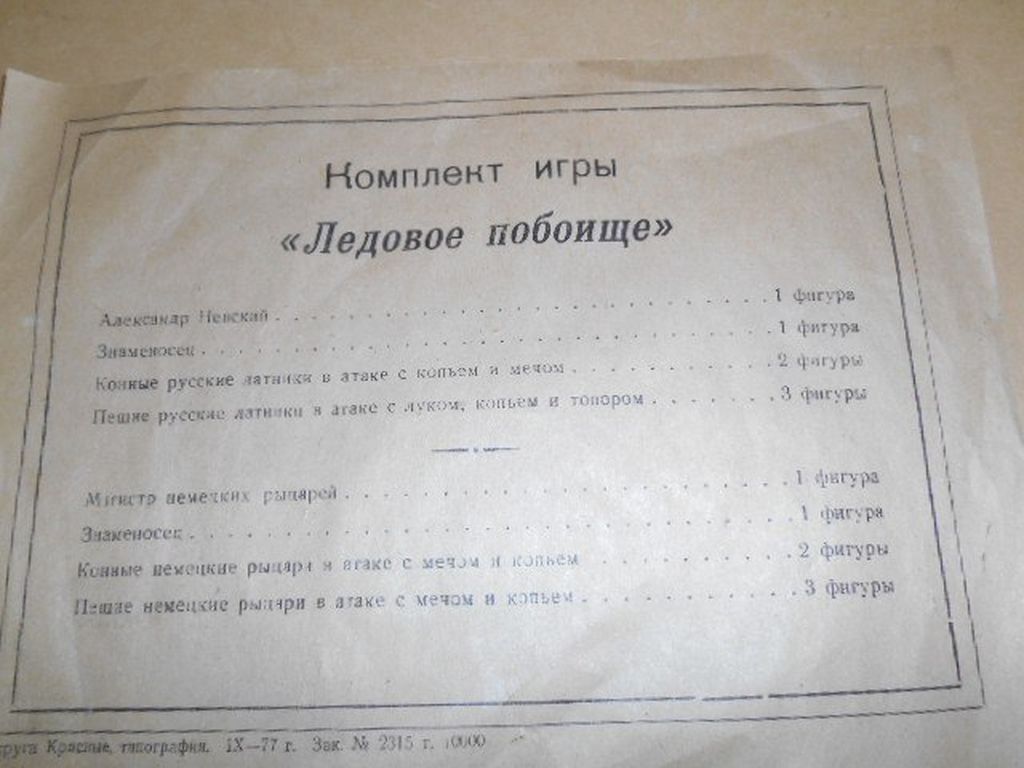 Комплект игры
«Ледовое побоище»
Александр Невский . . . . . . . . . . . . . . . . . . . . . . . . . . 1 фигура
Знаменосец . . . . . . . . . . . . . . . . . . . . . . . . . . . . . . 1 фигура
Конные русские латники в атаке с копьем и мечом . . . . . . . . . . . 2 фигуры
Пешие русские латники в атаке с луком, копьем и топором . . . . . . . 3 фигуры
Магистр немецких рыцарей . . . . . . . . . . . . . . . . . . . . . . . 1 фигура
Знаменосец . . . . . . . . . . . . . . . . . . . . . . . . . . . . . . 1 фигура
Конные немецкие рыцари в атаке с мечом и копьем . . . . . . . . . . 2 фигуры
Пешие немецкие рыцари в атаке с мечом и копьем . . . . . . . . . . . 3 фигуры
типография. IX—77 г. Зак. № 2315 г. 10000